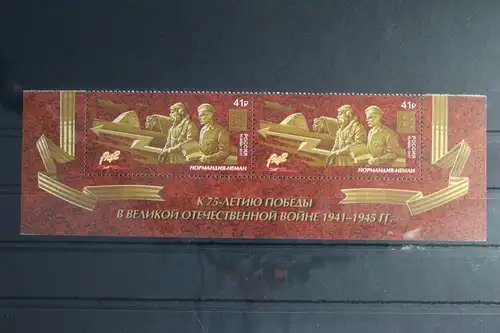 41₽
РОССИЯ
НОРМАНДИЯ-НЕМАН
41₽
РОССИЯ
НОРМАНДИЯ-НЕМАН
К 75-ЛЕТИЮ ПОБЕДЫ
В ВЕЛИКОЙ ОТЕЧЕСТВЕННОЙ ВОЙНЕ 1941–1945 ГГ.